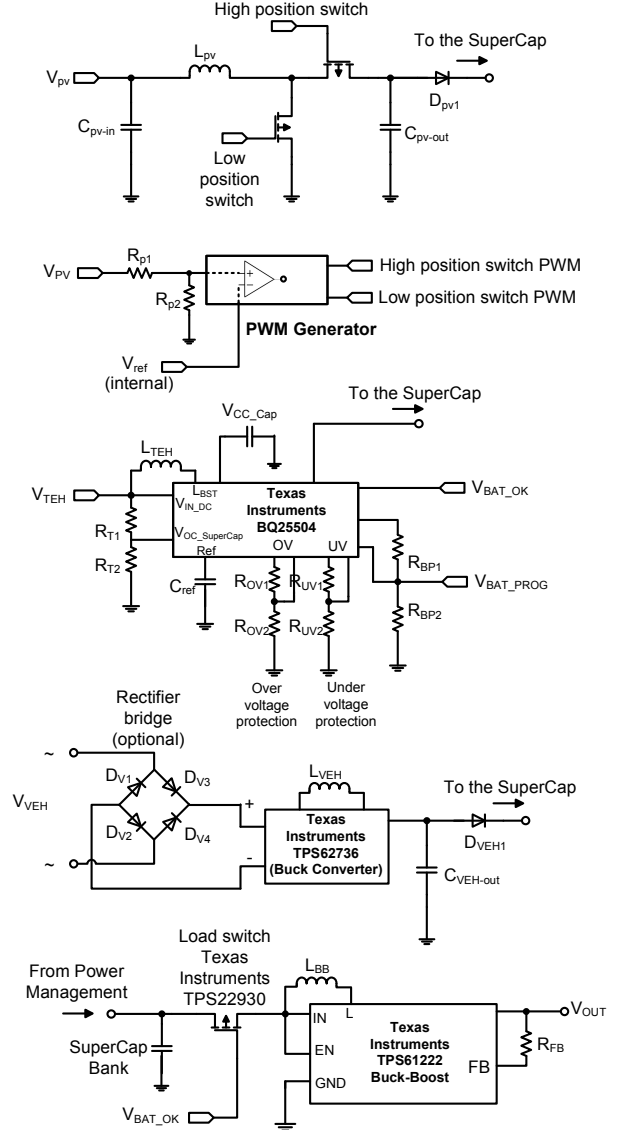 High position switch
To the SuperCap
L_pv
V_pv
D_pv1
C_pv-in
C_pv-out
Low
position
switch
R_p1
V_PV
High position switch PWM
R_p2
+
-
Low position switch PWM
PWM Generator
V_ref
(internal)
To the SuperCap
V_CC_Cap
L_TEH
L_BST
V_TEH
V_IN_DC
Texas
Instruments
BQ25504
V_BAT_OK
R_T1
V_OC_SuperCap
Ref
OV
UV
R_BP1
R_T2
C_ref
R_OV1
R_UV1
V_BAT_PROG
R_OV2
R_UV2
R_BP2
Over
voltage
protection
Under
voltage
protection
Rectifier
bridge
(optional)
~
D_V1
D_V3
L_VEH
To the SuperCap
V_VEH
+
Texas
Instruments
TPS62736
(Buck Converter)
D_V2
D_V4
-
D_VEH1
~
C_VEH-out
Load switch
Texas
Instruments
TPS22930
From Power
Management
L_BB
L
IN
V_OUT
SuperCap
Bank
EN
Texas
Instruments
TPS61222
Buck-Boost
R_FB
FB
GND
V_BAT_OK